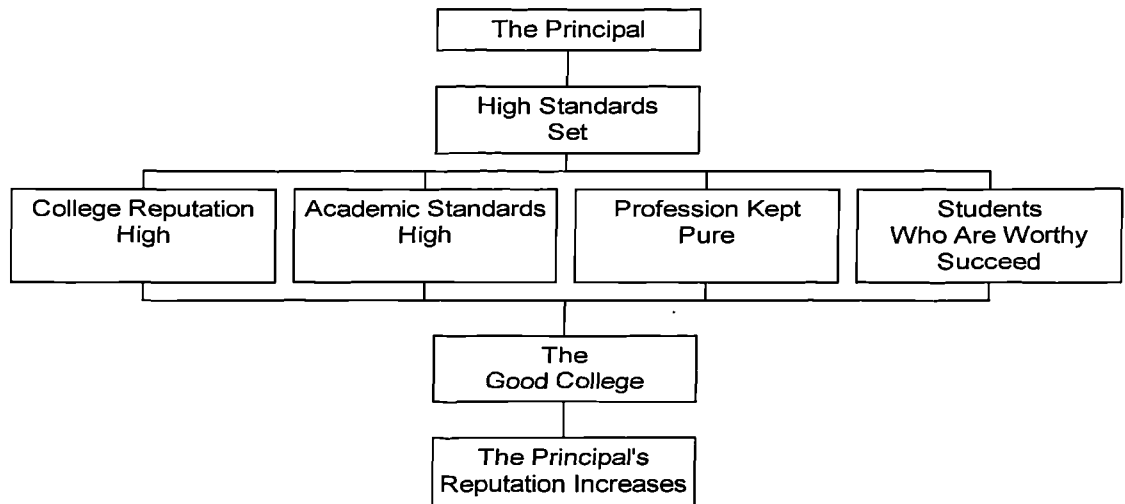 The Principal
High Standards
Set
College Reputation
High
Academic Standards
High
Profession Kept
Pure
Students
Who Are Worthy
Succeed
The
Good College
The Principal's
Reputation Increases